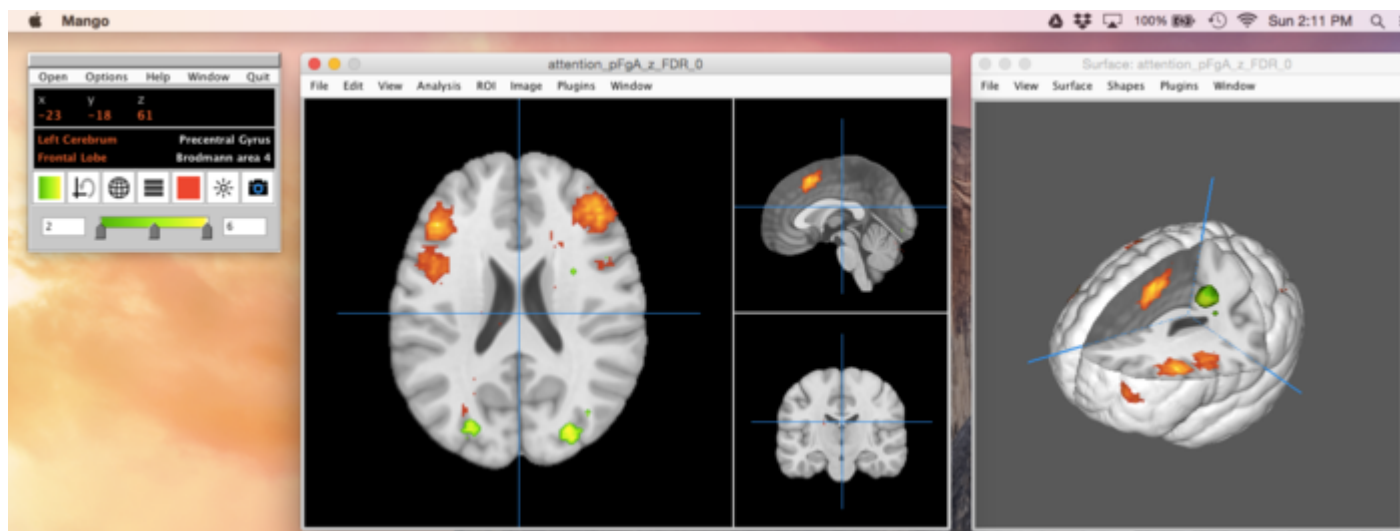 Mango 100% Sun 2:11 PM
Open Options Help Window Quit
x y z
-23 -18 61
Left Cerebrum Precentral Gyrus
Frontal Lobe Brodmann area 4
2 6
attention_pFgA_z_FDR_0
File Edit View Analysis ROI Image Plugins Window
Surface: attention_pFgA_z_FDR_0
File View Surface Shapes Plugins Window